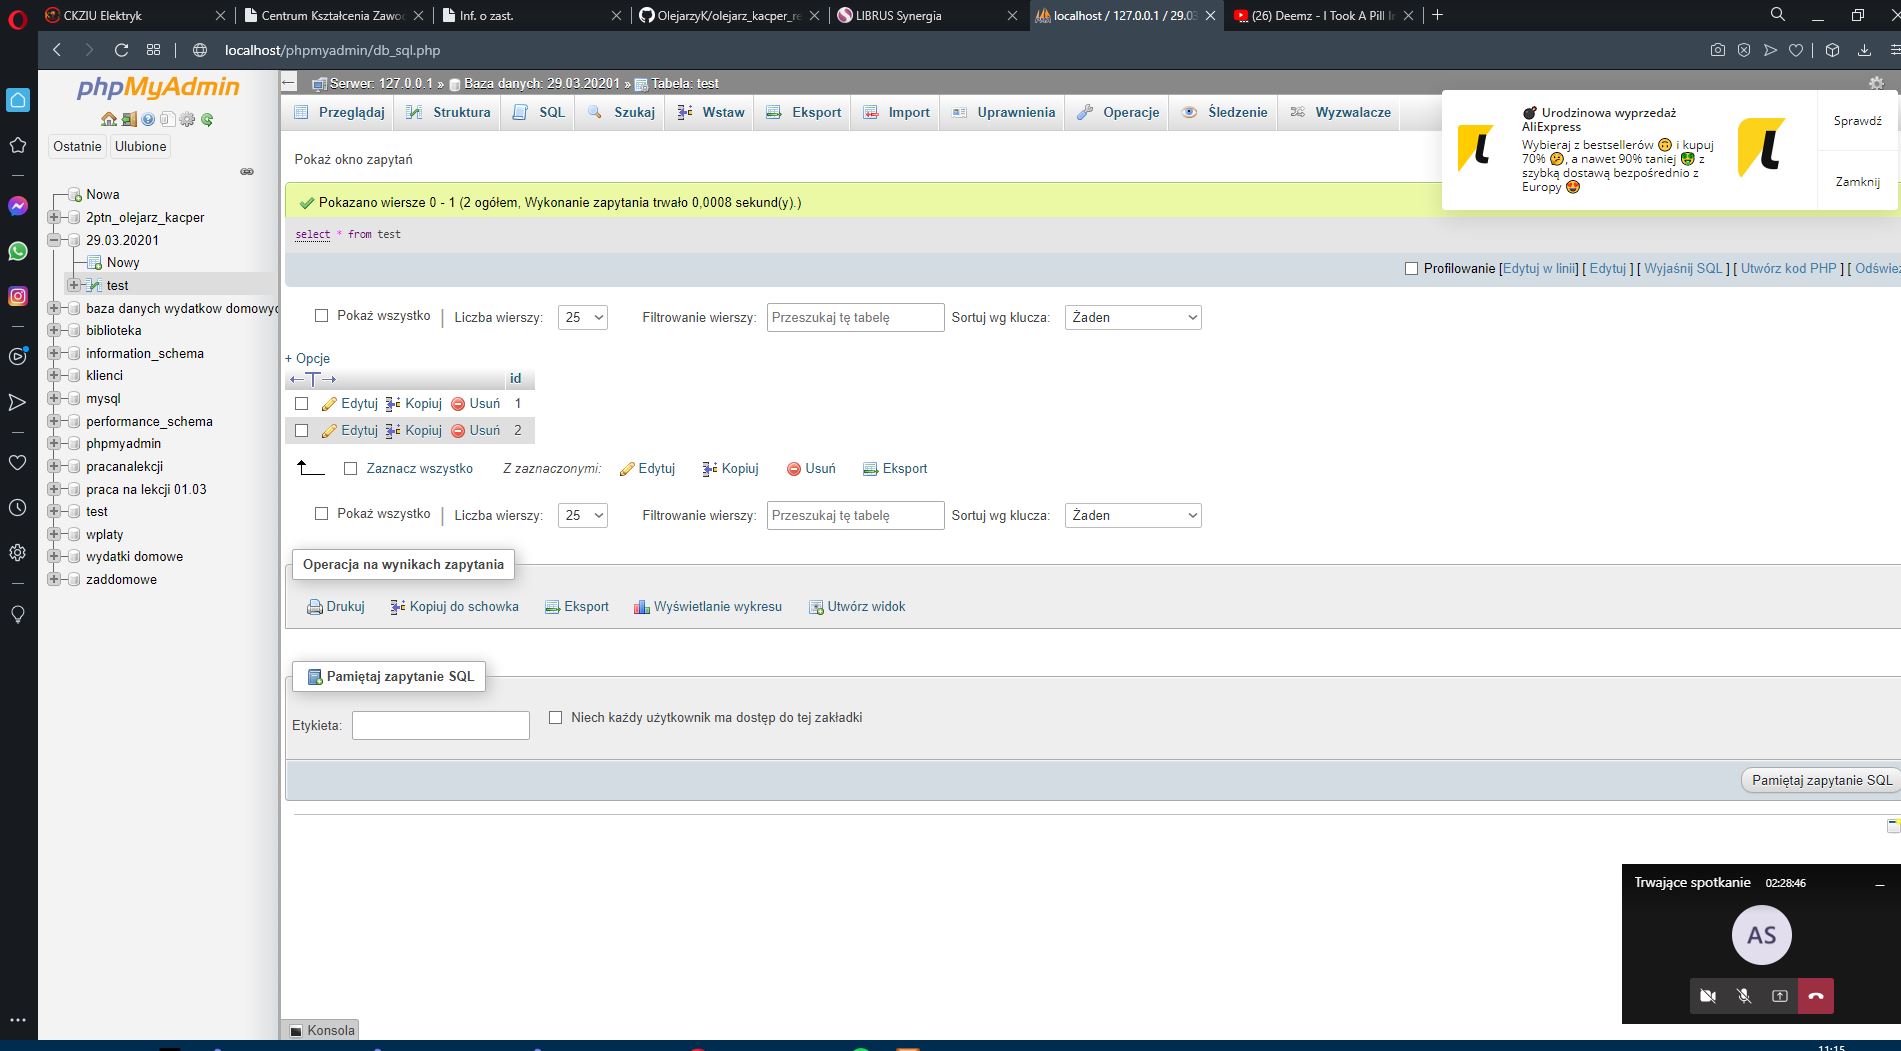 CKZIU Elektryk
Centrum Kształcenia Zawo
Inf. o zast.
OlejarzyK/olejarz_kacper_re
LIBRUS Synergia
localhost / 127.0.0.1 / 29.03
(26) Deemz - I Took A Pill I
localhost/phpmyadmin/db_sql.php
phpMyAdmin
Ostatnie
Ulubione
Nowa
2ptn_olejarz_kacper
29.03.20201
Nowy
test
baza danych wydatkow domowyc
biblioteka
information_schema
klienci
mysql
performance_schema
phpmyadmin
pracanalekcji
praca na lekcji 01.03
test
wplaty
wydatki domowe
zaddomowe
Serwer: 127.0.0.1 » Baza danych: 29.03.20201 » Tabela: test
Przeglądaj
Struktura
SQL
Szukaj
Wstaw
Eksport
Import
Uprawnienia
Operacje
Śledzenie
Wyzwalacze
Pokaż okno zapytań
Pokazano wiersze 0 - 1 (2 ogółem, Wykonanie zapytania trwało 0,0008 sekund(y).)
select * from test
Profilowanie [Edytuj w linii] [ Edytuj ] [ Wyjaśnij SQL ] [ Utwórz kod PHP ] [ Odśwież
Pokaż wszystko | Liczba wierszy: 25 Filtrowanie wierszy: Przeszukaj tę tabelę Sortuj wg klucza: Żaden
+ Opcje
←T→ id
Edytuj Kopiuj Usuń 1
Edytuj Kopiuj Usuń 2
Zaznacz wszystko Z zaznaczonymi: Edytuj Kopiuj Usuń Eksport
Pokaż wszystko | Liczba wierszy: 25 Filtrowanie wierszy: Przeszukaj tę tabelę Sortuj wg klucza: Żaden
Operacja na wynikach zapytania
Drukuj Kopiuj do schowka Eksport Wyświetlanie wykresu Utwórz widok
Pamiętaj zapytanie SQL
Etykieta: Niech każdy użytkownik ma dostęp do tej zakładki
Pamiętaj zapytanie SQL
Konsola
💣 Urodzinowa wyprzedaż
AliExpress
Wybieraj z bestsellerów 🙃 i kupuj
70% 🤔, a nawet 90% taniej 🤑 z
szybką dostawą bezpośrednio z
Europy 😍
Sprawdź
Zamknij
Trwające spotkanie 02:28:46
AS
11:15